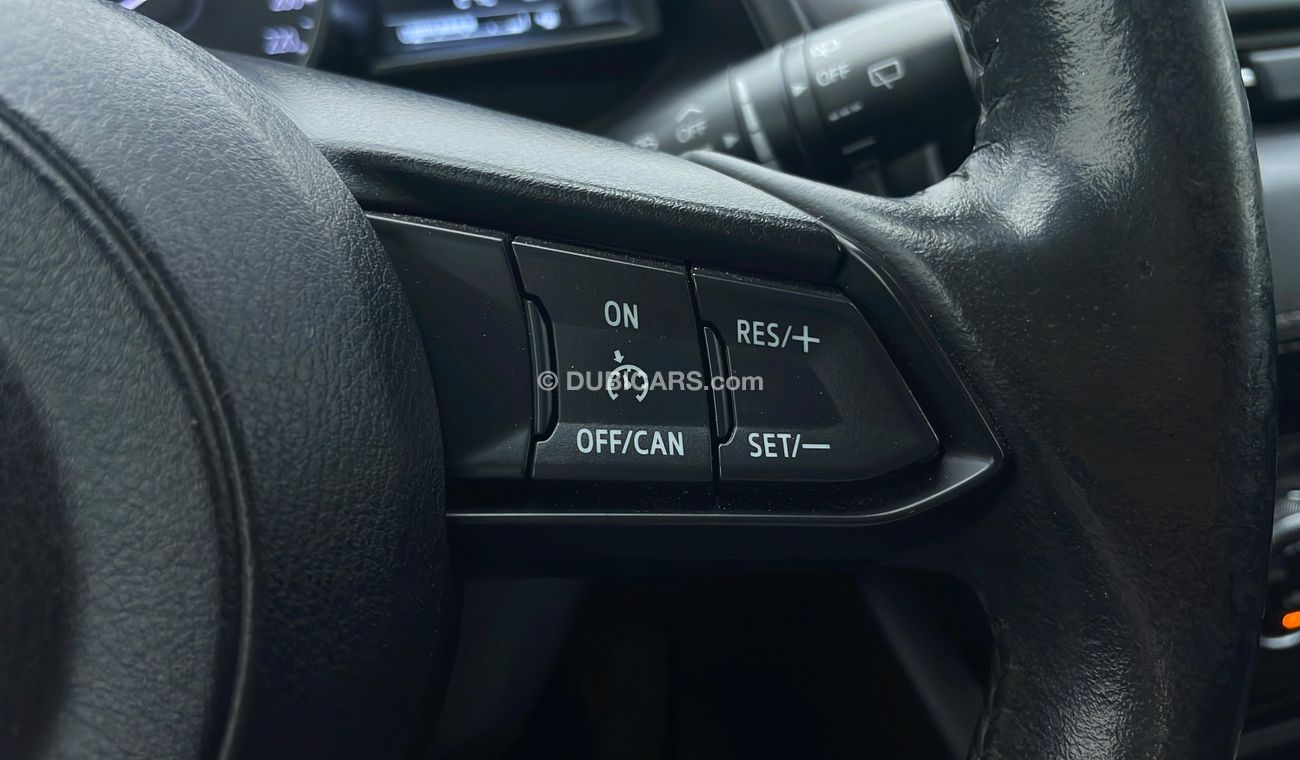 OFF
OFF
ON
RES/+
© DUBICARS.com
OFF/CAN
SET/−